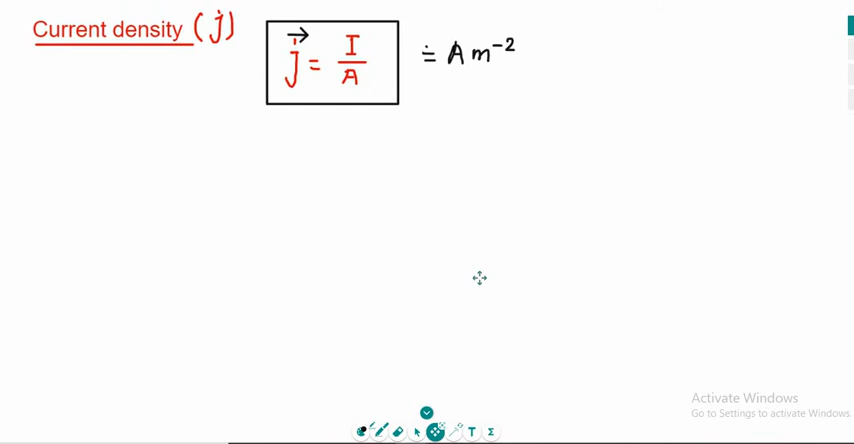 Current density (j)
j⃗ = I/A ≐ A m⁻²
T Σ
Activate Windows
Go to Settings to activate Windows.